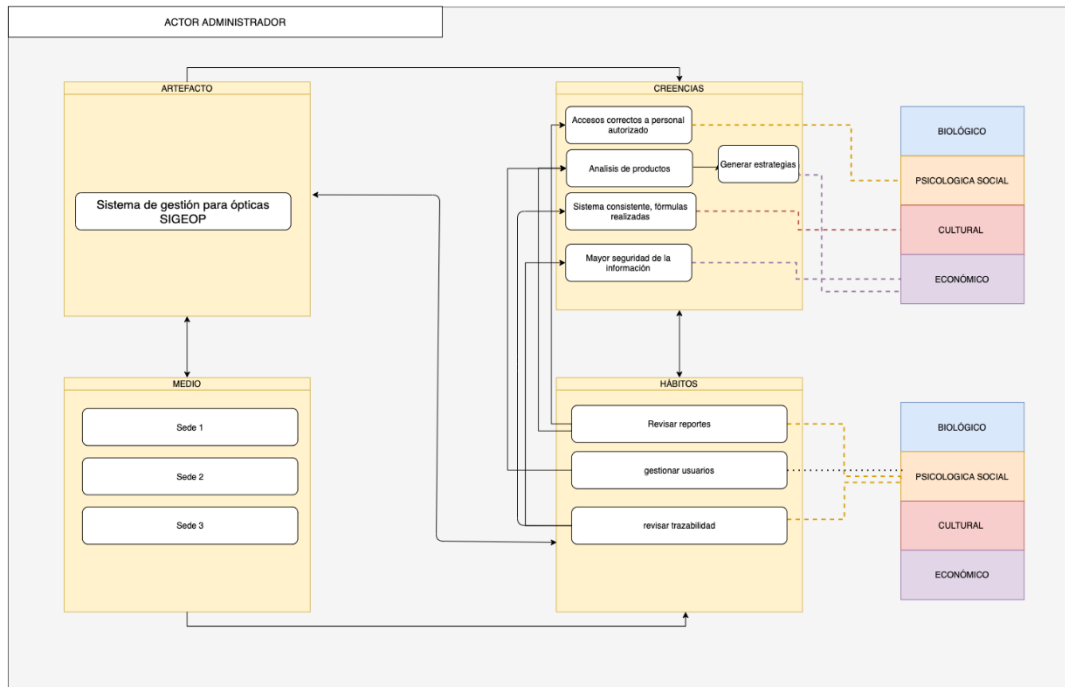 ACTOR ADMINISTRADOR
ARTEFACTO
Sistema de gestión para ópticas
SIGEOP
CREENCIAS
Accesos correctos a personal
autorizado
Analisis de productos
Generar estrategias
Sistema consistente, fórmulas
realizadas
Mayor seguridad de la
información
BIOLÓGICO
PSICOLOGICA SOCIAL
CULTURAL
ECONÓMICO
MEDIO
Sede 1
Sede 2
Sede 3
HÁBITOS
Revisar reportes
gestionar usuarios
revisar trazabilidad
BIOLÓGICO
PSICOLOGICA SOCIAL
CULTURAL
ECONÓMICO